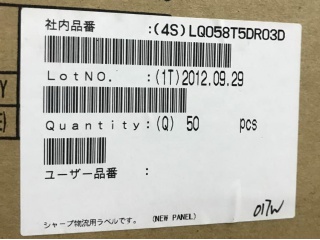 社内品番 :(4S)LQ058T5DR03D
LotNO. :(1T)2012.09.29
Quantity:(Q) 50 pcs
ユーザー品番 :
シャープ物流用ラベルです。 (NEW PANEL)
017W